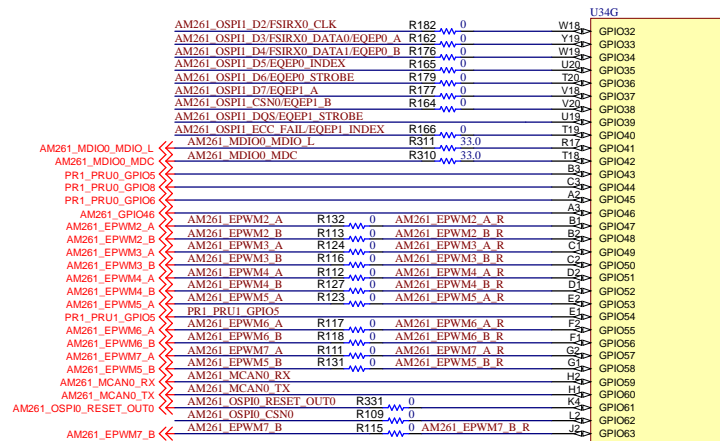 U34G
AM261_OSPI1_D2/FSIRX0_CLK R182 0 W18 GPIO32
AM261_OSPI1_D3/FSIRX0_DATA0/EQEP0_A R162 0 Y19 GPIO33
AM261_OSPI1_D4/FSIRX0_DATA1/EQEP0_B R176 0 W19 GPIO34
AM261_OSPI1_D5/EQEP0_INDEX R165 0 U20 GPIO35
AM261_OSPI1_D6/EQEP0_STROBE R179 0 T20 GPIO36
AM261_OSPI1_D7/EQEP1_A R177 0 V18 GPIO37
AM261_OSPI1_CSN0/EQEP1_B R164 0 V20 GPIO38
AM261_OSPI1_DQS/EQEP1_STROBE U19 GPIO39
AM261_OSPI1_ECC_FAIL/EQEP1_INDEX R166 0 T19 GPIO40
AM261_MDIO0_MDIO_L AM261_MDIO0_MDIO_L R311 33.0 R17 GPIO41
AM261_MDIO0_MDC AM261_MDIO0_MDC R310 33.0 T18 GPIO42
PR1_PRU0_GPIO5 B3 GPIO43
PR1_PRU0_GPIO8 C3 GPIO44
PR1_PRU0_GPIO6 A2 GPIO45
AM261_GPIO46 A3 GPIO46
AM261_EPWM2_A AM261_EPWM2_A R132 0 AM261_EPWM2_A_R B1 GPIO47
AM261_EPWM2_B AM261_EPWM2_B R113 0 AM261_EPWM2_B_R B2 GPIO48
AM261_EPWM3_A AM261_EPWM3_A R124 0 AM261_EPWM3_A_R C1 GPIO49
AM261_EPWM3_B AM261_EPWM3_B R116 0 AM261_EPWM3_B_R C2 GPIO50
AM261_EPWM4_A AM261_EPWM4_A R112 0 AM261_EPWM4_A_R D2 GPIO51
AM261_EPWM4_B AM261_EPWM4_B R127 0 AM261_EPWM4_B_R D1 GPIO52
AM261_EPWM5_A AM261_EPWM5_A R123 0 AM261_EPWM5_A_R E2 GPIO53
PR1_PRU1_GPIO5 PR1_PRU1_GPIO5 E1 GPIO54
AM261_EPWM6_A AM261_EPWM6_A R117 0 AM261_EPWM6_A_R F2 GPIO55
AM261_EPWM6_B AM261_EPWM6_B R118 0 AM261_EPWM6_B_R F1 GPIO56
AM261_EPWM7_A AM261_EPWM7_A R111 0 AM261_EPWM7_A_R G2 GPIO57
AM261_EPWM5_B AM261_EPWM5_B R131 0 AM261_EPWM5_B_R G1 GPIO58
AM261_MCAN0_RX AM261_MCAN0_RX H2 GPIO59
AM261_MCAN0_TX AM261_MCAN0_TX H1 GPIO60
AM261_OSPI0_RESET_OUT0 AM261_OSPI0_RESET_OUT0 R331 0 K4 GPIO61
AM261_OSPI0_CSN0 R109 0 L2 GPIO62
AM261_EPWM7_B AM261_EPWM7_B R115 0 AM261_EPWM7_B_R J2 GPIO63